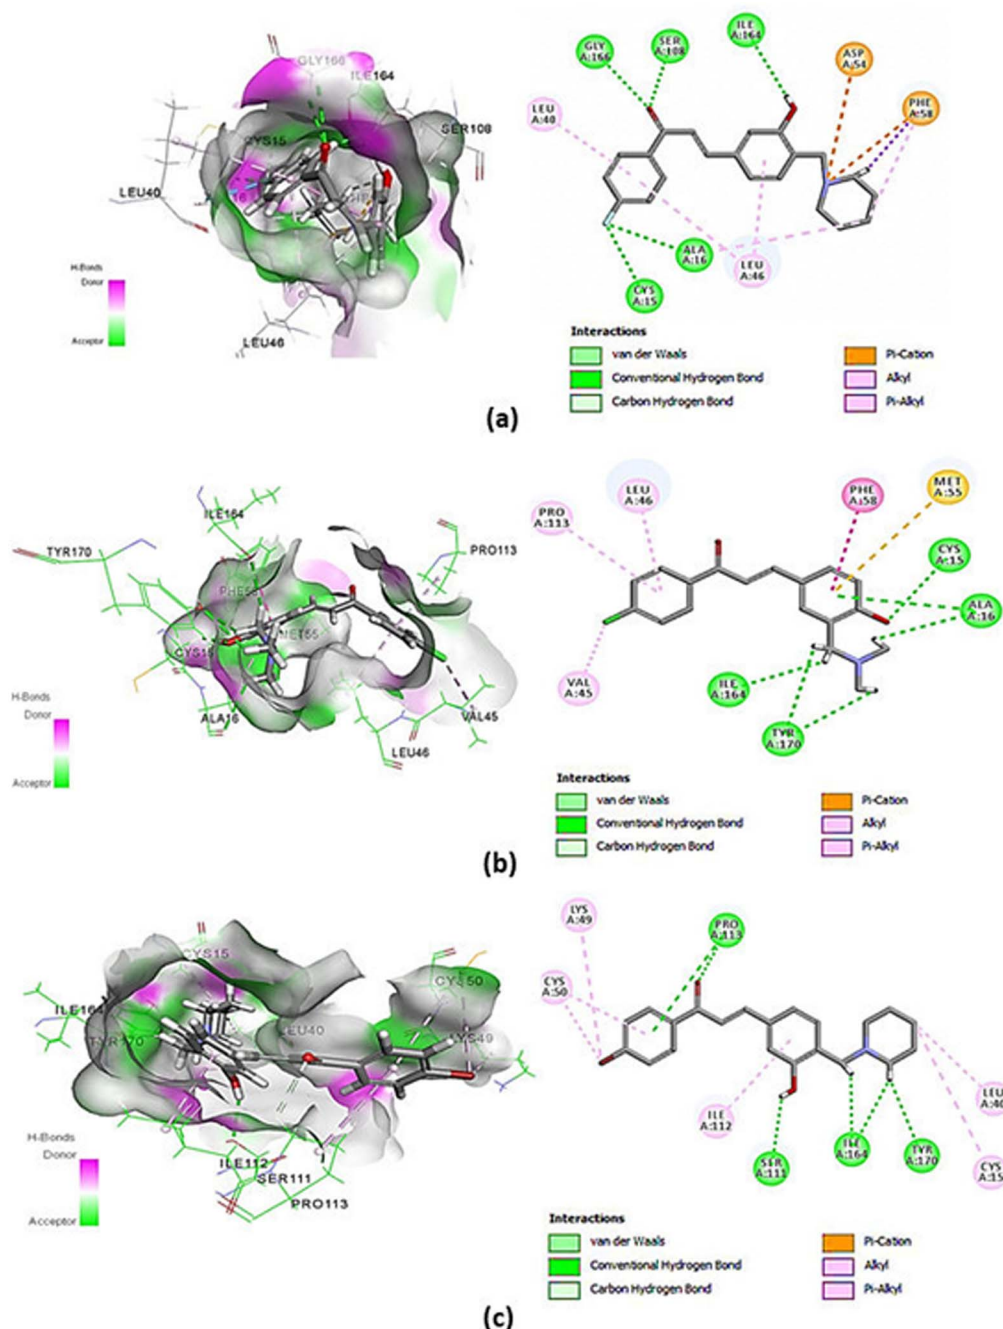 GLY166
ILE164
SER108
CYS15
LEU40
LEU46
H-Bonds
Donor
Acceptor
GLY
A:166
SER
A:108
ILE
A:164
ASP
A:54
PHE
A:58
LEU
A:40
ALA
A:16
LEU
A:46
CYS
A:15
Interactions
van der Waals
Conventional Hydrogen Bond
Carbon Hydrogen Bond
Pi-Cation
Alkyl
Pi-Alkyl
(a)
ILE164
TYR170
PRO113
PHE58
MET55
CYS15
ALA16
VAL45
LEU46
H-Bonds
Donor
Acceptor
LEU
A:46
PRO
A:113
PHE
A:58
MET
A:55
CYS
A:15
ALA
A:16
VAL
A:45
ILE
A:164
TYR
A:170
Interactions
van der Waals
Conventional Hydrogen Bond
Carbon Hydrogen Bond
Pi-Cation
Alkyl
Pi-Alkyl
(b)
CYS15
CYS50
ILE164
TYR170
LEU40
LYS49
ILE112
SER111
PRO113
H-Bonds
Donor
Acceptor
LYS
A:49
PRO
A:113
CYS
A:50
ILE
A:112
SER
A:111
ILE
A:164
TYR
A:170
LEU
A:40
CYS
A:15
Interactions
van der Waals
Conventional Hydrogen Bond
Carbon Hydrogen Bond
Pi-Cation
Alkyl
Pi-Alkyl
(c)